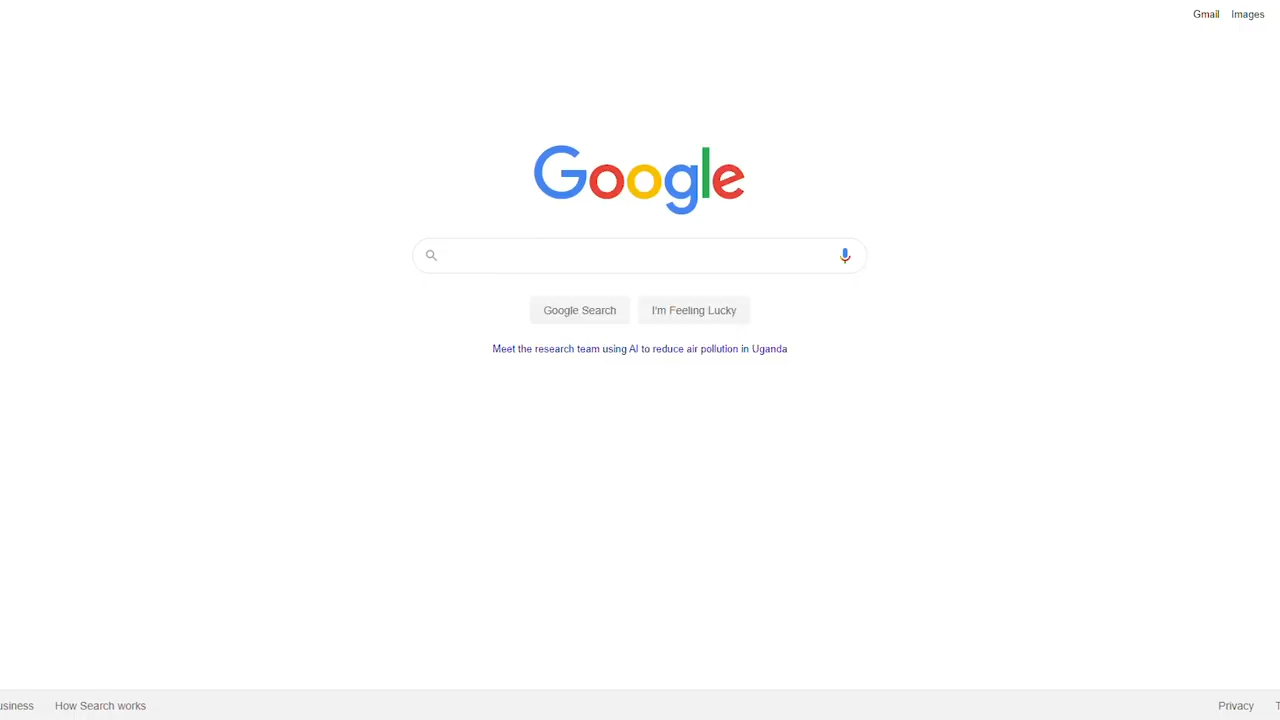 Gmail Images
Google
Google Search I'm Feeling Lucky
Meet the research team using AI to reduce air pollution in Uganda
How Search works Privacy